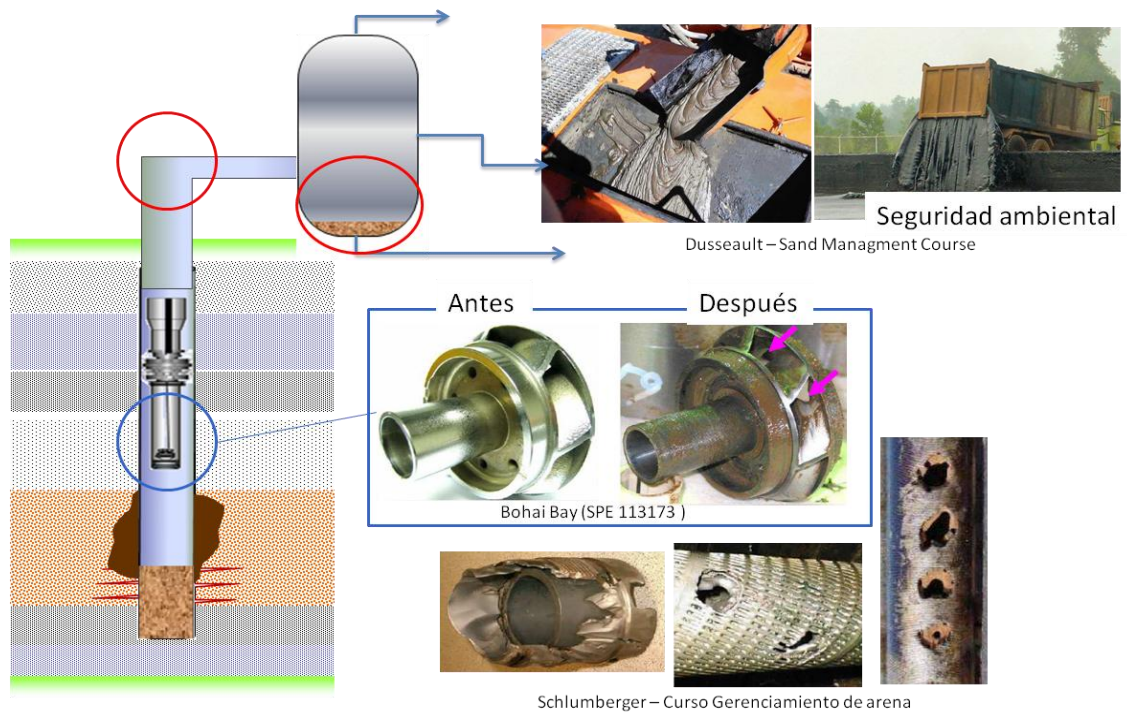 Seguridad ambiental
Dusseault – Sand Managment Course
Antes
Después
Bohai Bay (SPE 113173 )
Schlumberger – Curso Gerenciamiento de arena